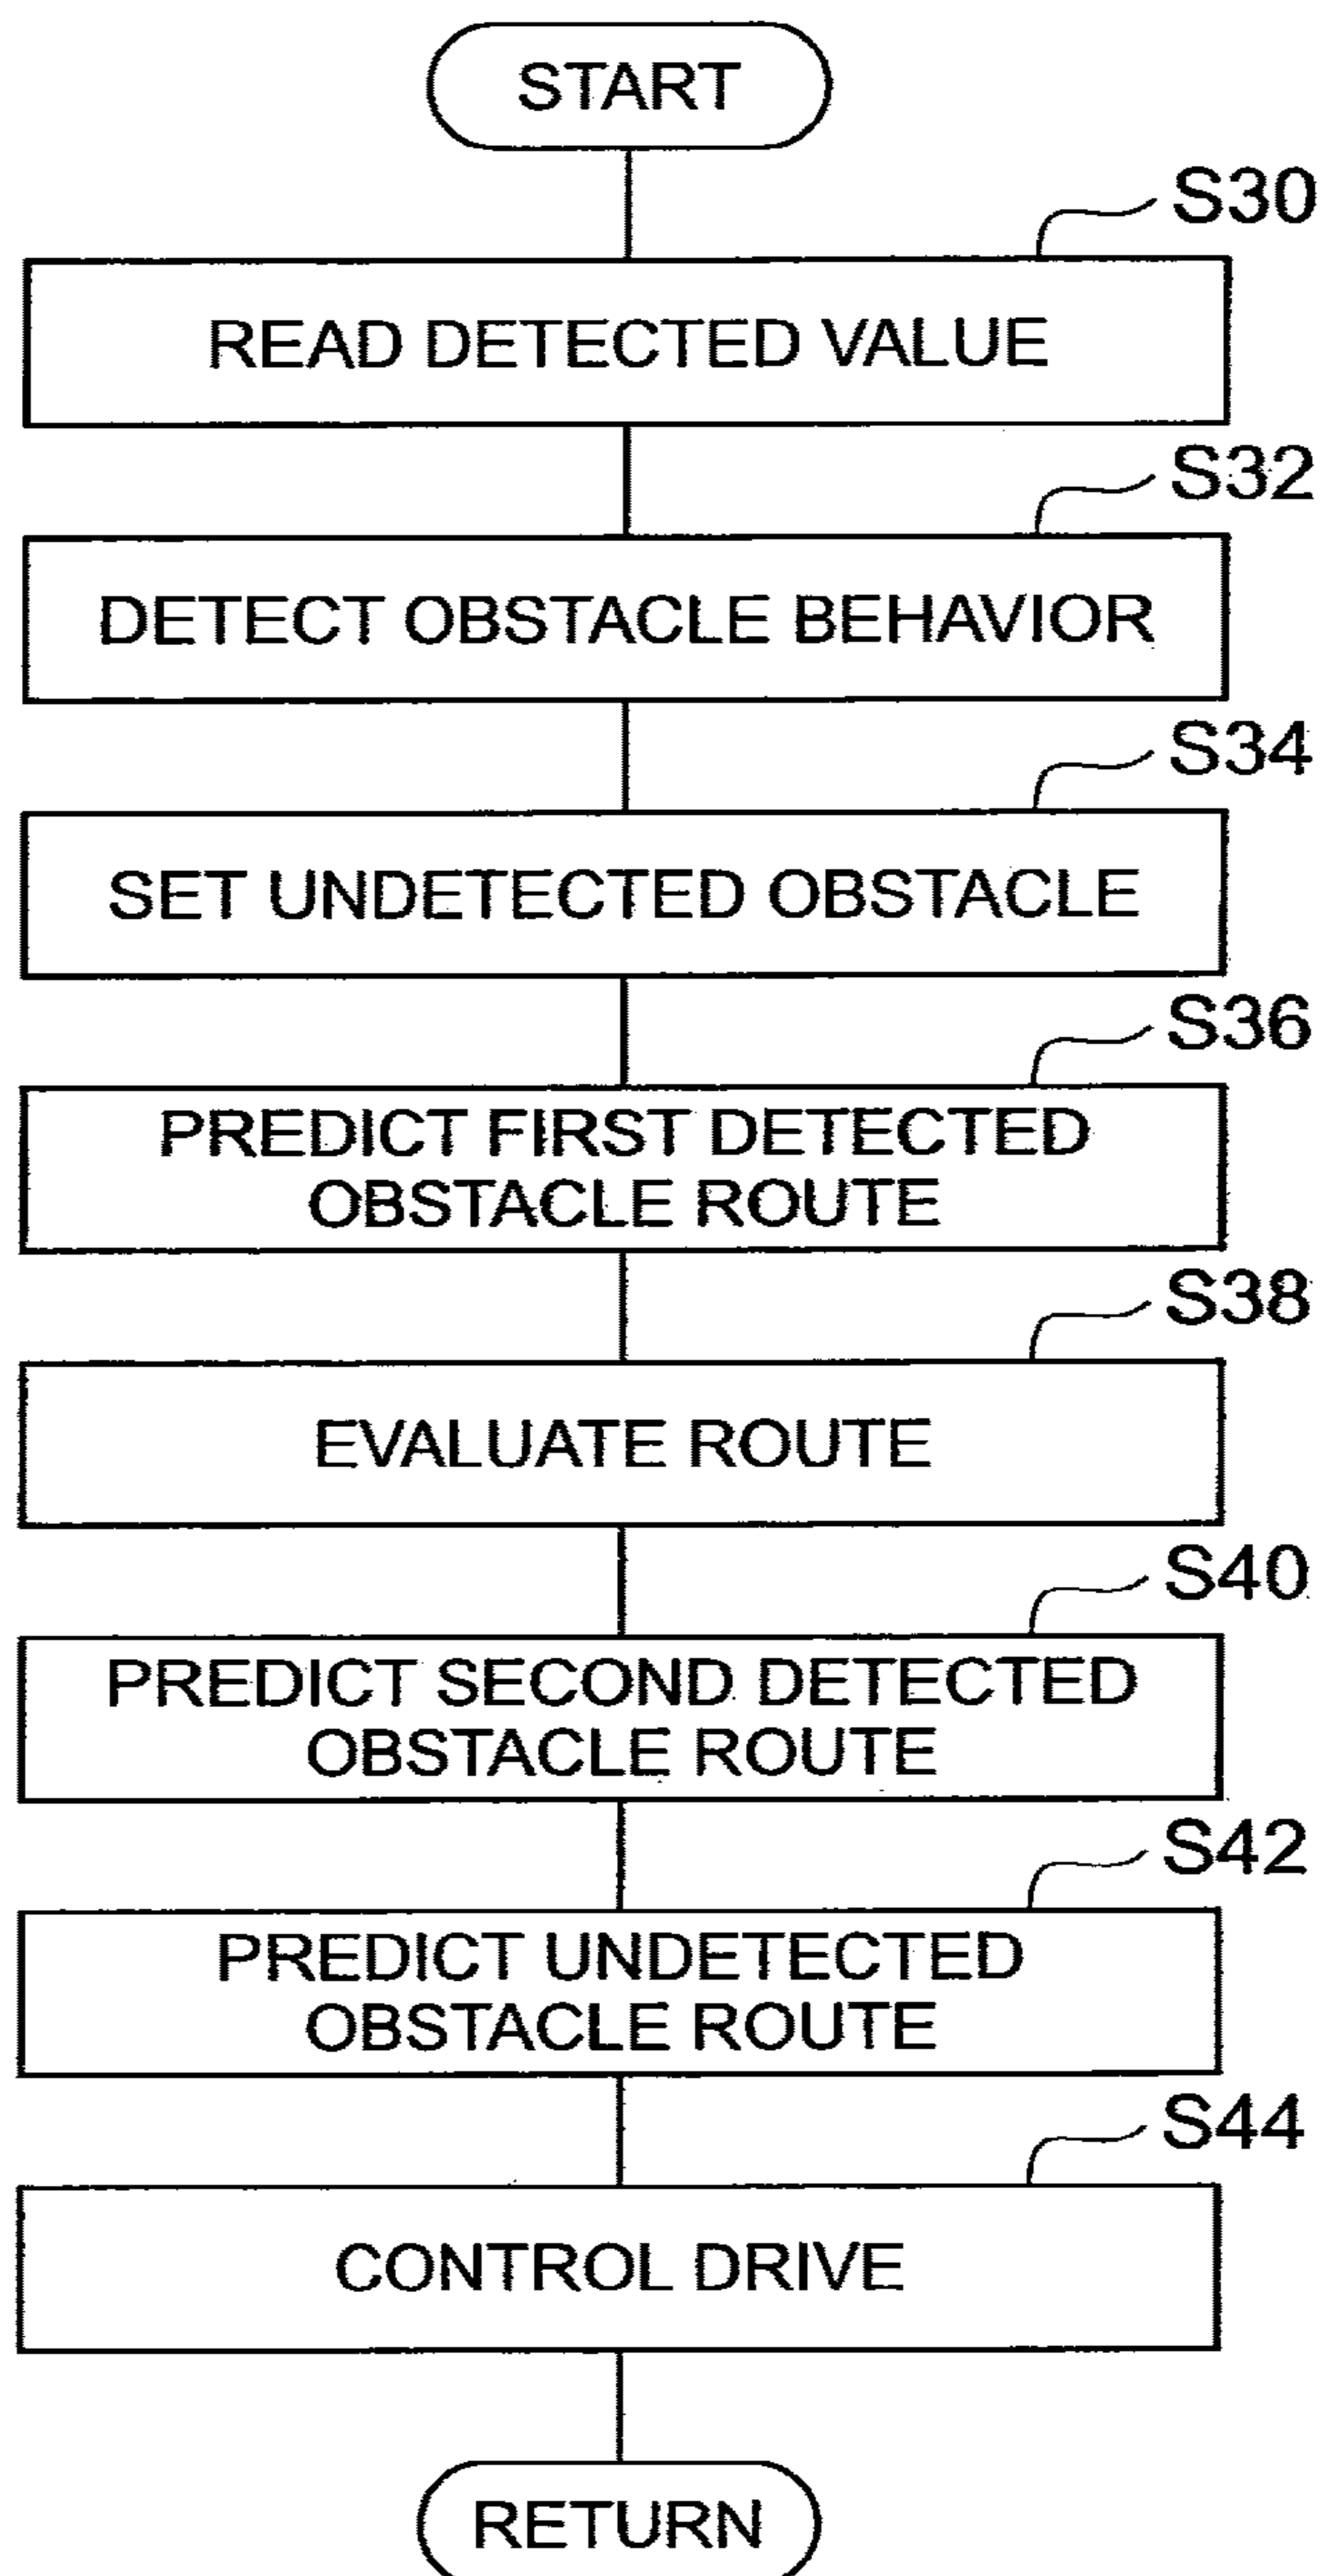 START
S30
READ DETECTED VALUE
S32
DETECT OBSTACLE BEHAVIOR
S34
SET UNDETECTED OBSTACLE
S36
PREDICT FIRST DETECTED
OBSTACLE ROUTE
S38
EVALUATE ROUTE
S40
PREDICT SECOND DETECTED
OBSTACLE ROUTE
S42
PREDICT UNDETECTED
OBSTACLE ROUTE
S44
CONTROL DRIVE
RETURN